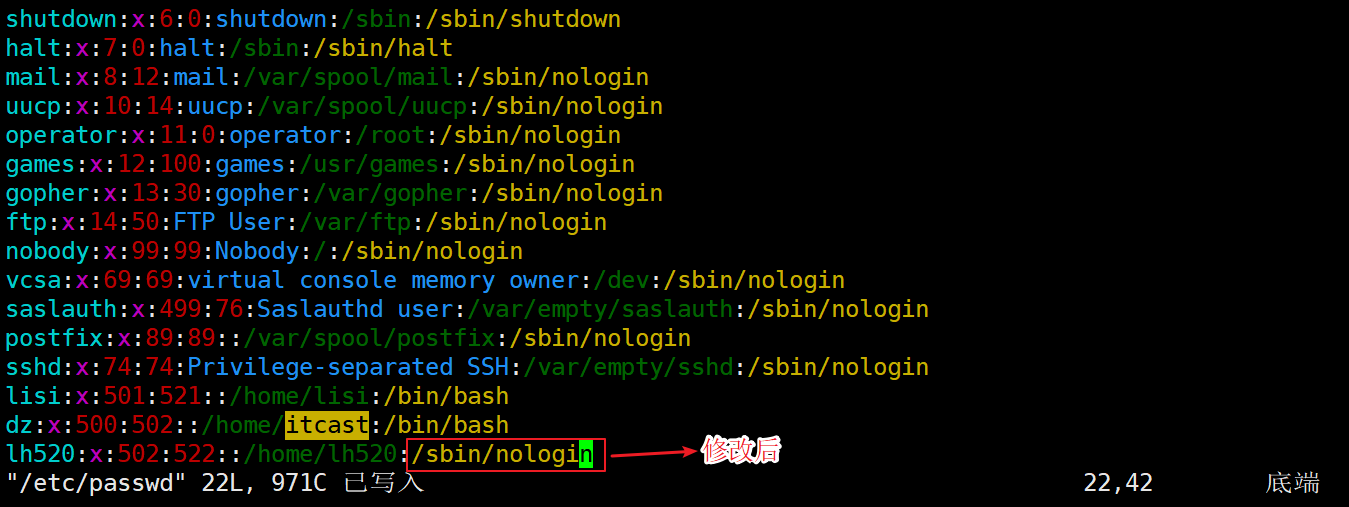 shutdown:x:6:0:shutdown:/sbin:/sbin/shutdown
halt:x:7:0:halt:/sbin:/sbin/halt
mail:x:8:12:mail:/var/spool/mail:/sbin/nologin
uucp:x:10:14:uucp:/var/spool/uucp:/sbin/nologin
operator:x:11:0:operator:/root:/sbin/nologin
games:x:12:100:games:/usr/games:/sbin/nologin
gopher:x:13:30:gopher:/var/gopher:/sbin/nologin
ftp:x:14:50:FTP User:/var/ftp:/sbin/nologin
nobody:x:99:99:Nobody:/:/sbin/nologin
vcsa:x:69:69:virtual console memory owner:/dev:/sbin/nologin
saslauth:x:499:76:Saslauthd user:/var/empty/saslauth:/sbin/nologin
postfix:x:89:89::/var/spool/postfix:/sbin/nologin
sshd:x:74:74:Privilege-separated SSH:/var/empty/sshd:/sbin/nologin
lisi:x:501:521::/home/lisi:/bin/bash
dz:x:500:502::/home/itcast:/bin/bash
lh520:x:502:522::/home/lh520:/sbin/nologin 修改后
"/etc/passwd" 22L, 971C 已写入 22,42 底端